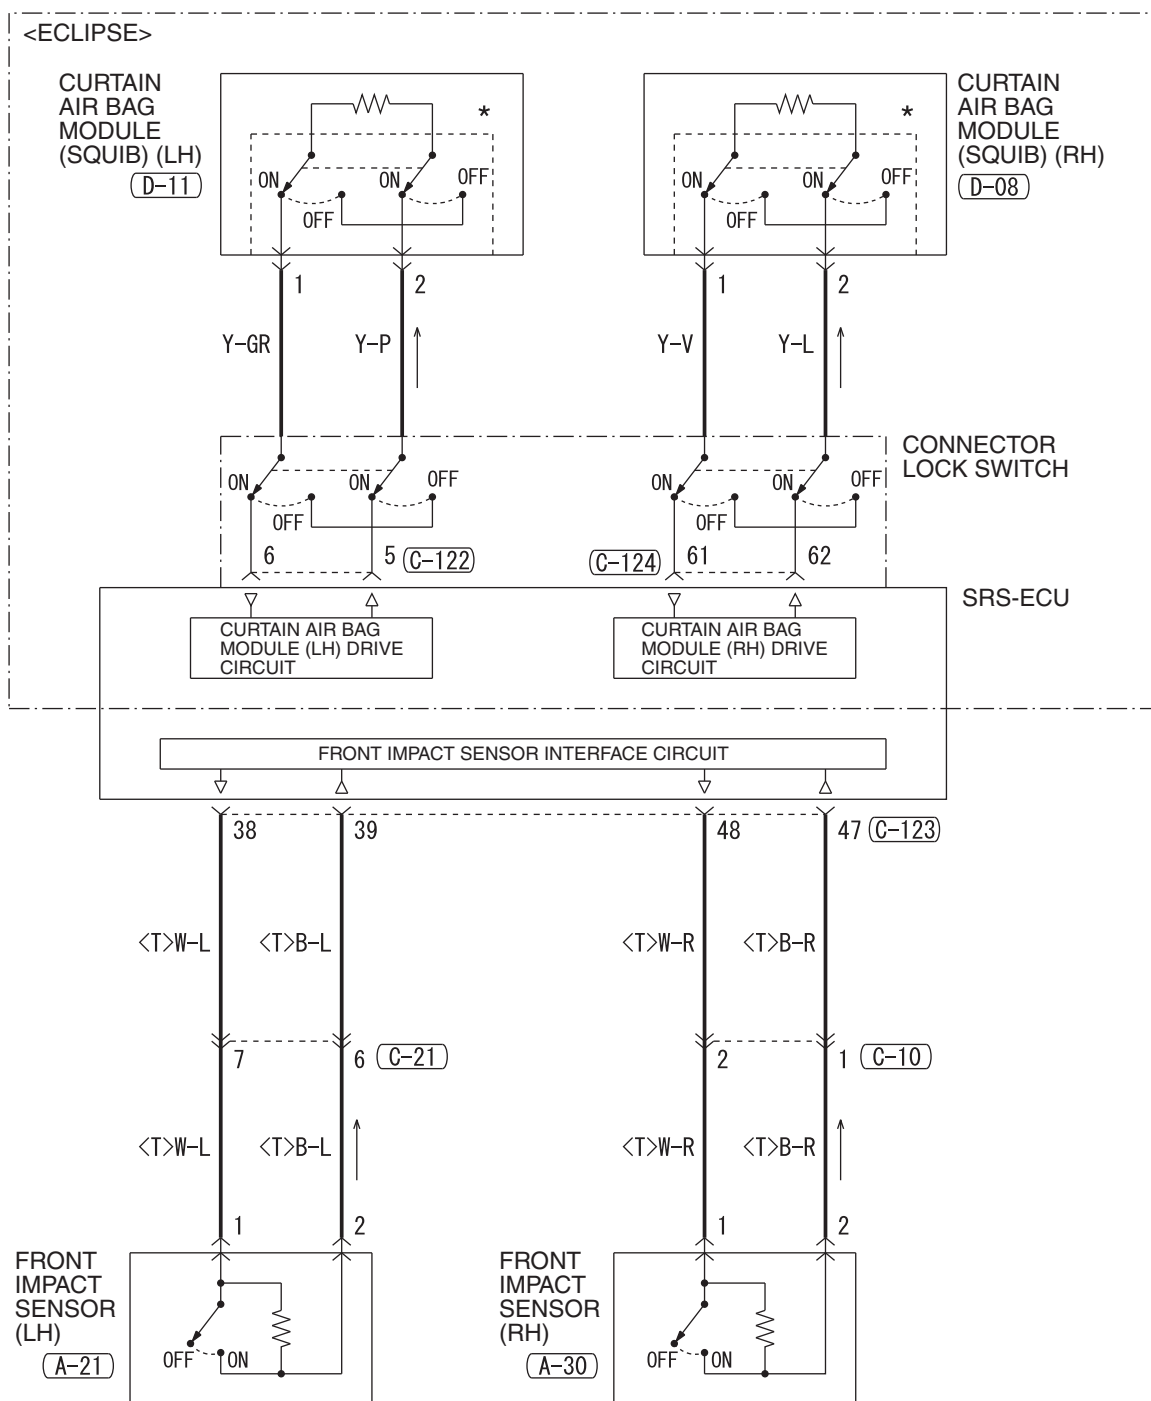 <ECLIPSE>
CURTAIN
AIR BAG
MODULE
(SQUIB) (LH)
D-11
*
ON
OFF
ON
OFF
*
ON
OFF
ON
OFF
CURTAIN
AIR BAG
MODULE
(SQUIB) (RH)
D-08
1
2
1
2
Y-GR
Y-P
Y-V
Y-L
CONNECTOR
LOCK SWITCH
ON
OFF
ON
OFF
ON
OFF
ON
OFF
6
5
C-122
C-124
61
62
SRS-ECU
CURTAIN AIR BAG
MODULE (LH) DRIVE
CIRCUIT
CURTAIN AIR BAG
MODULE (RH) DRIVE
CIRCUIT
FRONT IMPACT SENSOR INTERFACE CIRCUIT
38
39
48
47
C-123
<T>W-L
<T>B-L
<T>W-R
<T>B-R
7
6
C-21
2
1
C-10
<T>W-L
<T>B-L
<T>W-R
<T>B-R
1
2
1
2
FRONT
IMPACT
SENSOR
(LH)
A-21
OFF
ON
FRONT
IMPACT
SENSOR
(RH)
A-30
OFF
ON